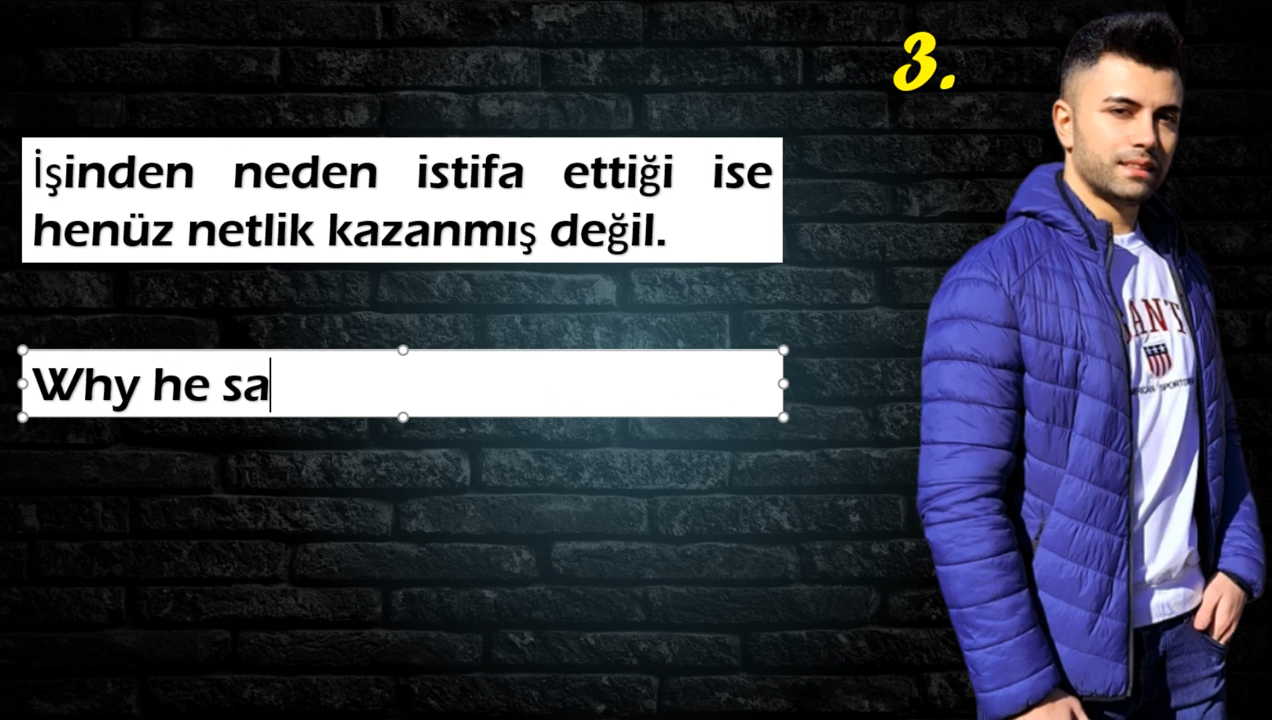 3.
İşinden neden istifa ettiği ise
henüz netlik kazanmış değil.
Why he sa